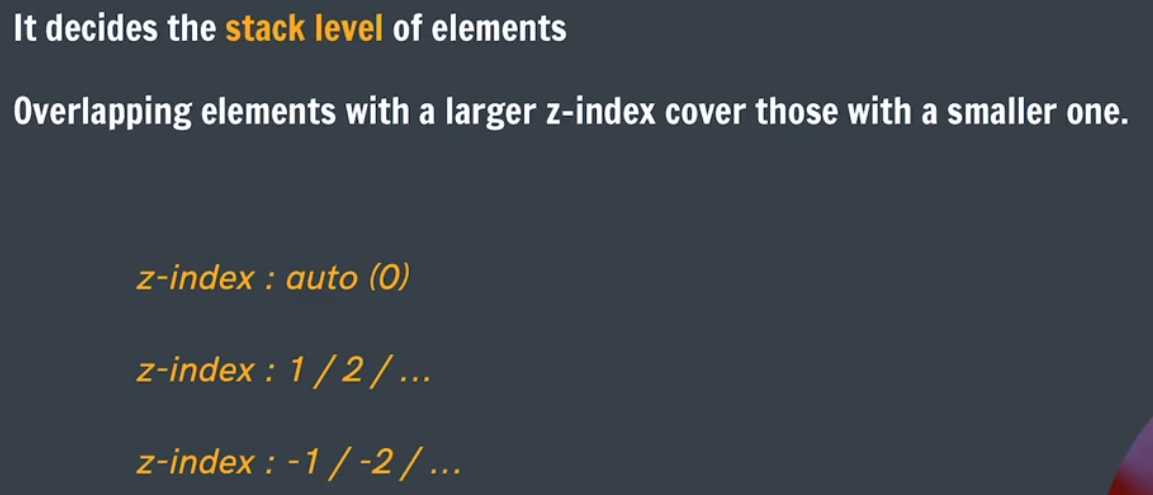 It decides the stack level of elements
Overlapping elements with a larger z-index cover those with a smaller one.
z-index : auto (0)
z-index : 1 / 2 / ...
z-index : -1 / -2 / ...